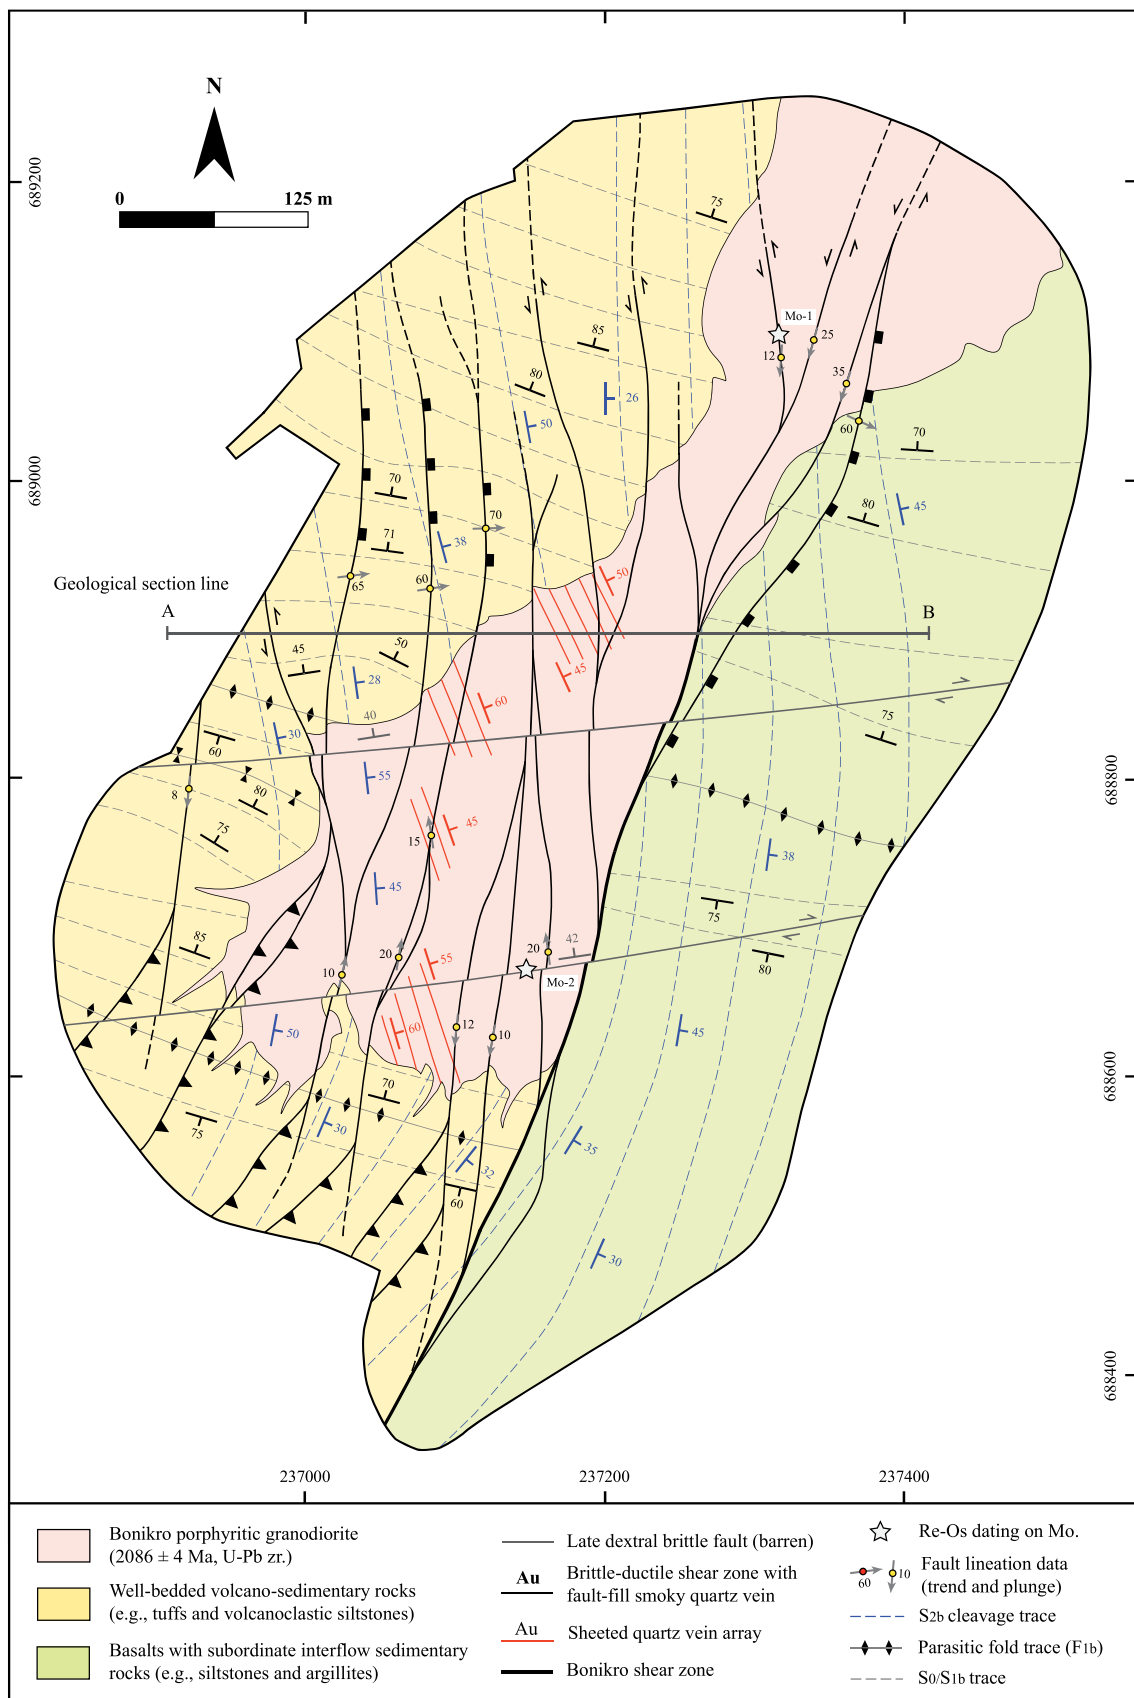 N
0 125 m
689200
75
Mo-1
85
12
25
80
35
26
50
60
70
689000
70
80
45
70
71
38
65
60
50
Geological section line
A
B
45
50
45
28
60
40
30
75
60
55
688800
8
80
45
75
15
38
45
75
85
20
55
20
42
10
Mo-2
80
50
60
12
10
45
688600
70
75
30
35
32
60
30
688400
237000 237200 237400
Bonikro porphyritic granodiorite
(2086 ± 4 Ma, U-Pb zr.)
Well-bedded volcano-sedimentary rocks
(e.g., tuffs and volcanoclastic siltstones)
Basalts with subordinate interflow sedimentary
rocks (e.g., siltstones and argillites)
Late dextral brittle fault (barren)
Au Brittle-ductile shear zone with
fault-fill smoky quartz vein
Au Sheeted quartz vein array
Bonikro shear zone
Re-Os dating on Mo.
60 10 Fault lineation data
(trend and plunge)
S2b cleavage trace
Parasitic fold trace (F1b)
S0/S1b trace